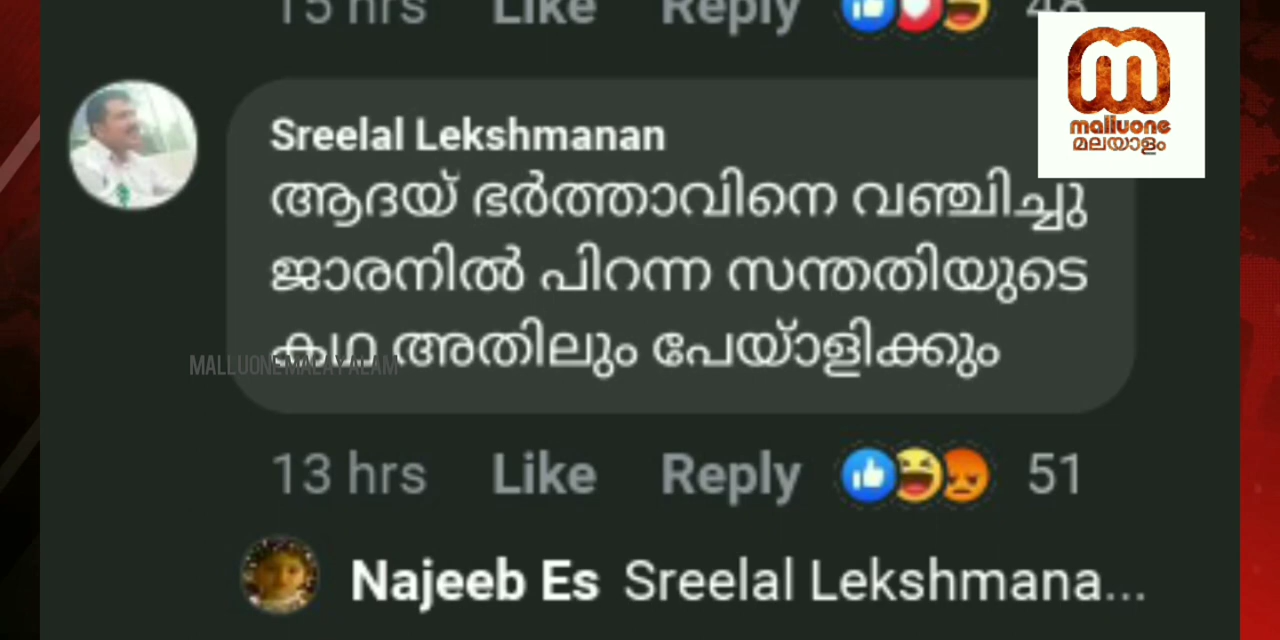 15 hrs Like Reply 48
malluone
മലയാളം
Sreelal Lekshmanan
ആദയ് ഭർത്താവിനെ വഞ്ചിച്ചു
ജാരനിൽ പിറന്ന സന്തതിയുടെ
കഥ അതിലും പേയ്ാളിക്കും
MALLUONE MALAYALAM
13 hrs Like Reply 51
Najeeb Es Sreelal Lekshmana...